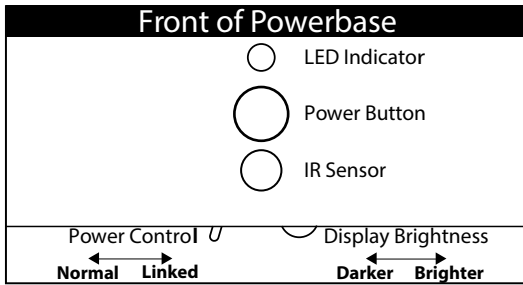 Front of Powerbase
LED Indicator
Power Button
IR Sensor
Power Control Display Brightness
Normal Linked Darker Brighter